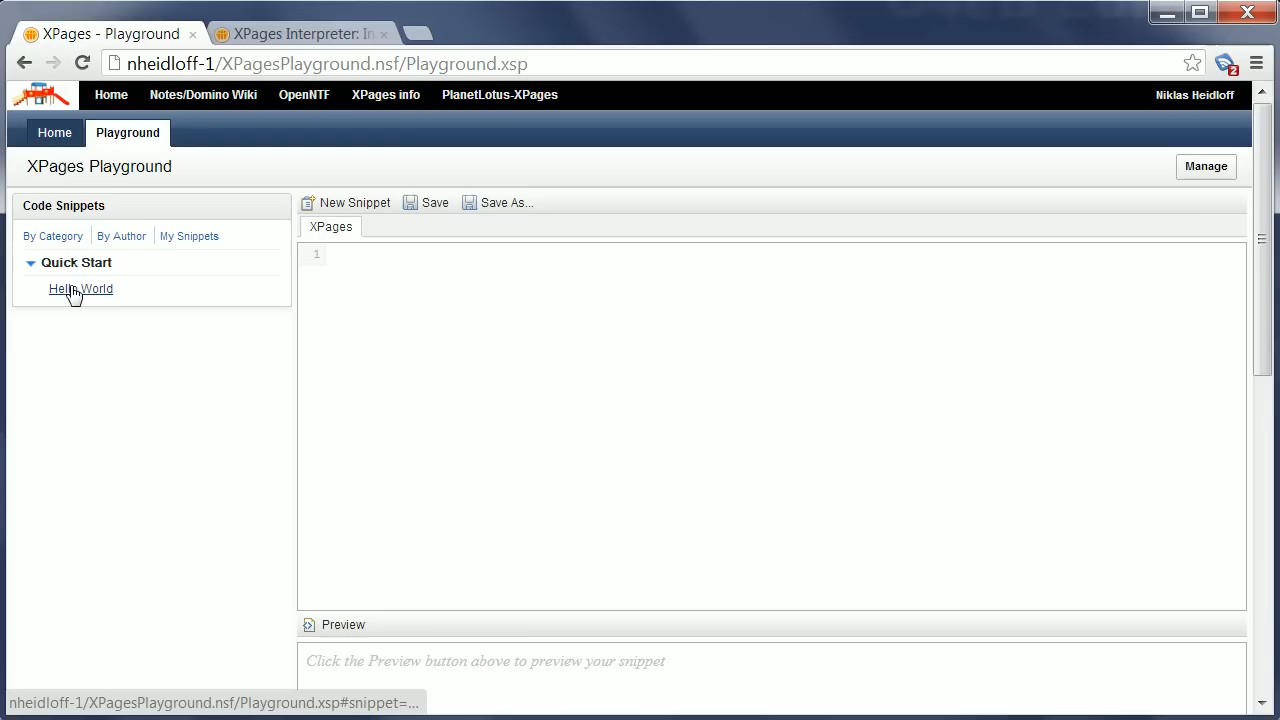 XPages - Playground
XPages Interpreter: In
nheidloff-1/XPagesPlayground.nsf/Playground.xsp
2
Home Notes/Domino Wiki OpenNTF XPages info PlanetLotus-XPages Niklas Heidloff
Home Playground
XPages Playground
Manage
Code Snippets
New Snippet Save Save As...
By Category By Author My Snippets
XPages
Quick Start
1
Hello World
Preview
Click the Preview button above to preview your snippet
nheidloff-1/XPagesPlayground.nsf/Playground.xsp#snippet=...